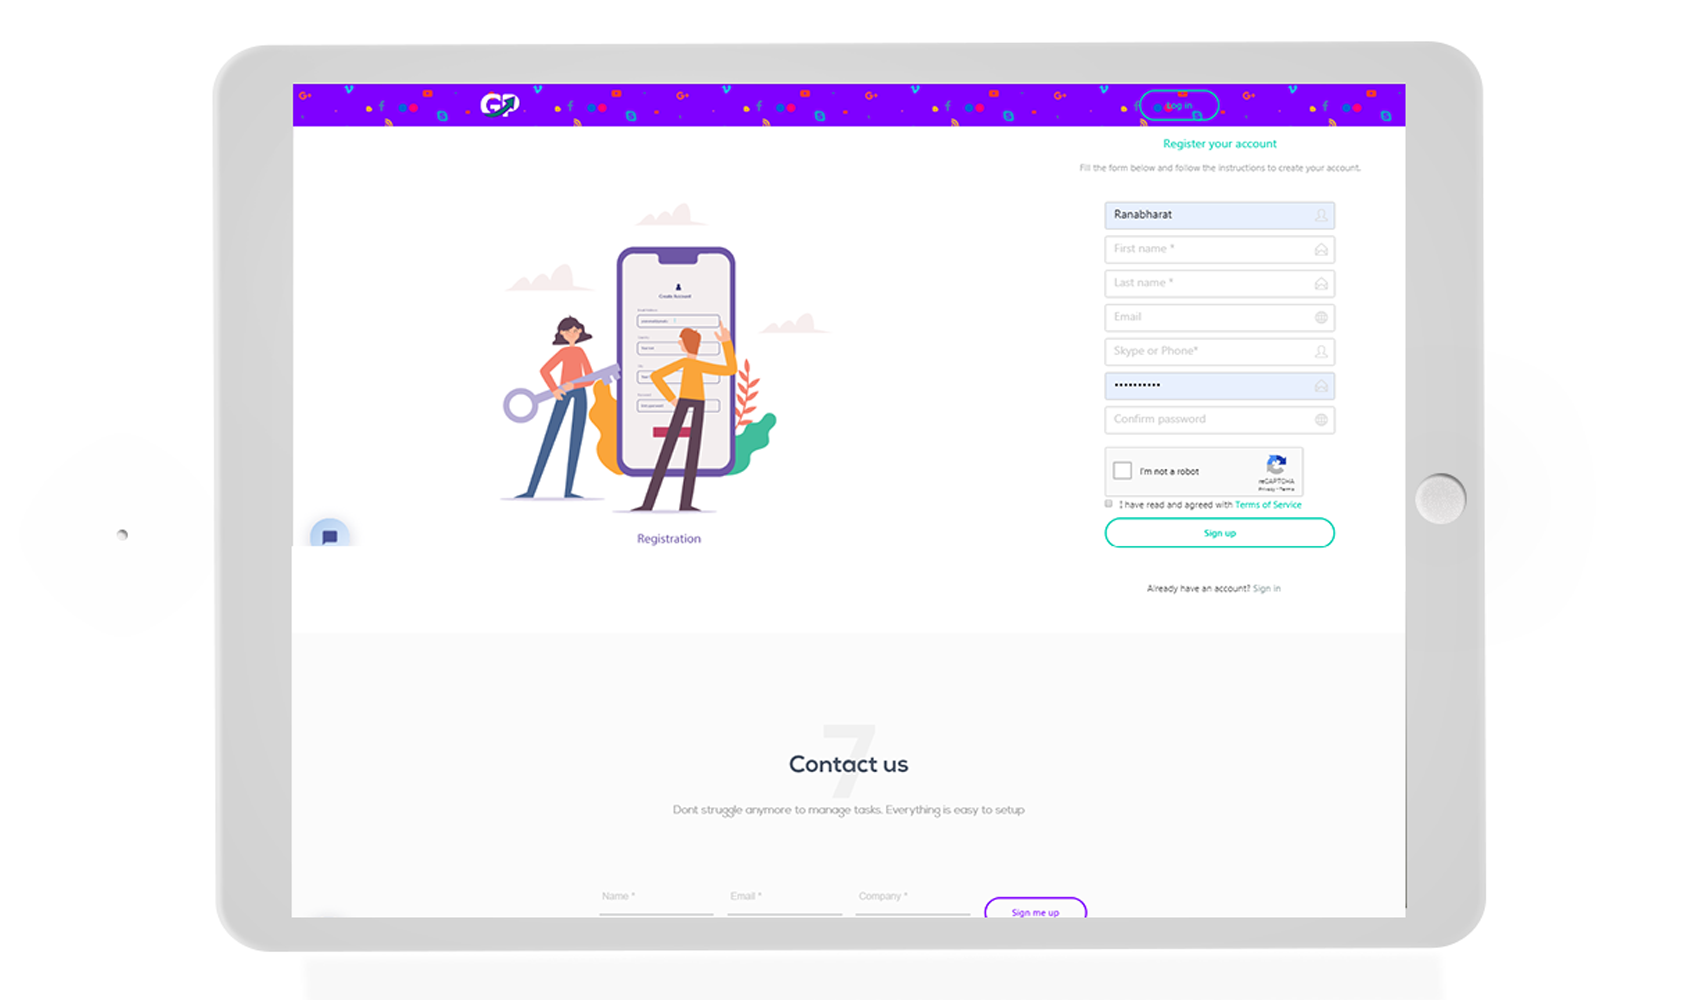 GP
Log in
Register your account
Fill the form below and follow the instructions to create your account.
Ranabharat
First name *
Last name *
Email
Skype or Phone*
••••••••••
Confirm password
I'm not a robot
reCAPTCHA
Privacy - Terms
I have read and agreed with Terms of Service
Sign up
Already have an account? Sign in
Create Account
Registration
7
Contact us
Dont struggle anymore to manage tasks. Everything is easy to setup
Name *
Email *
Company *
Sign me up